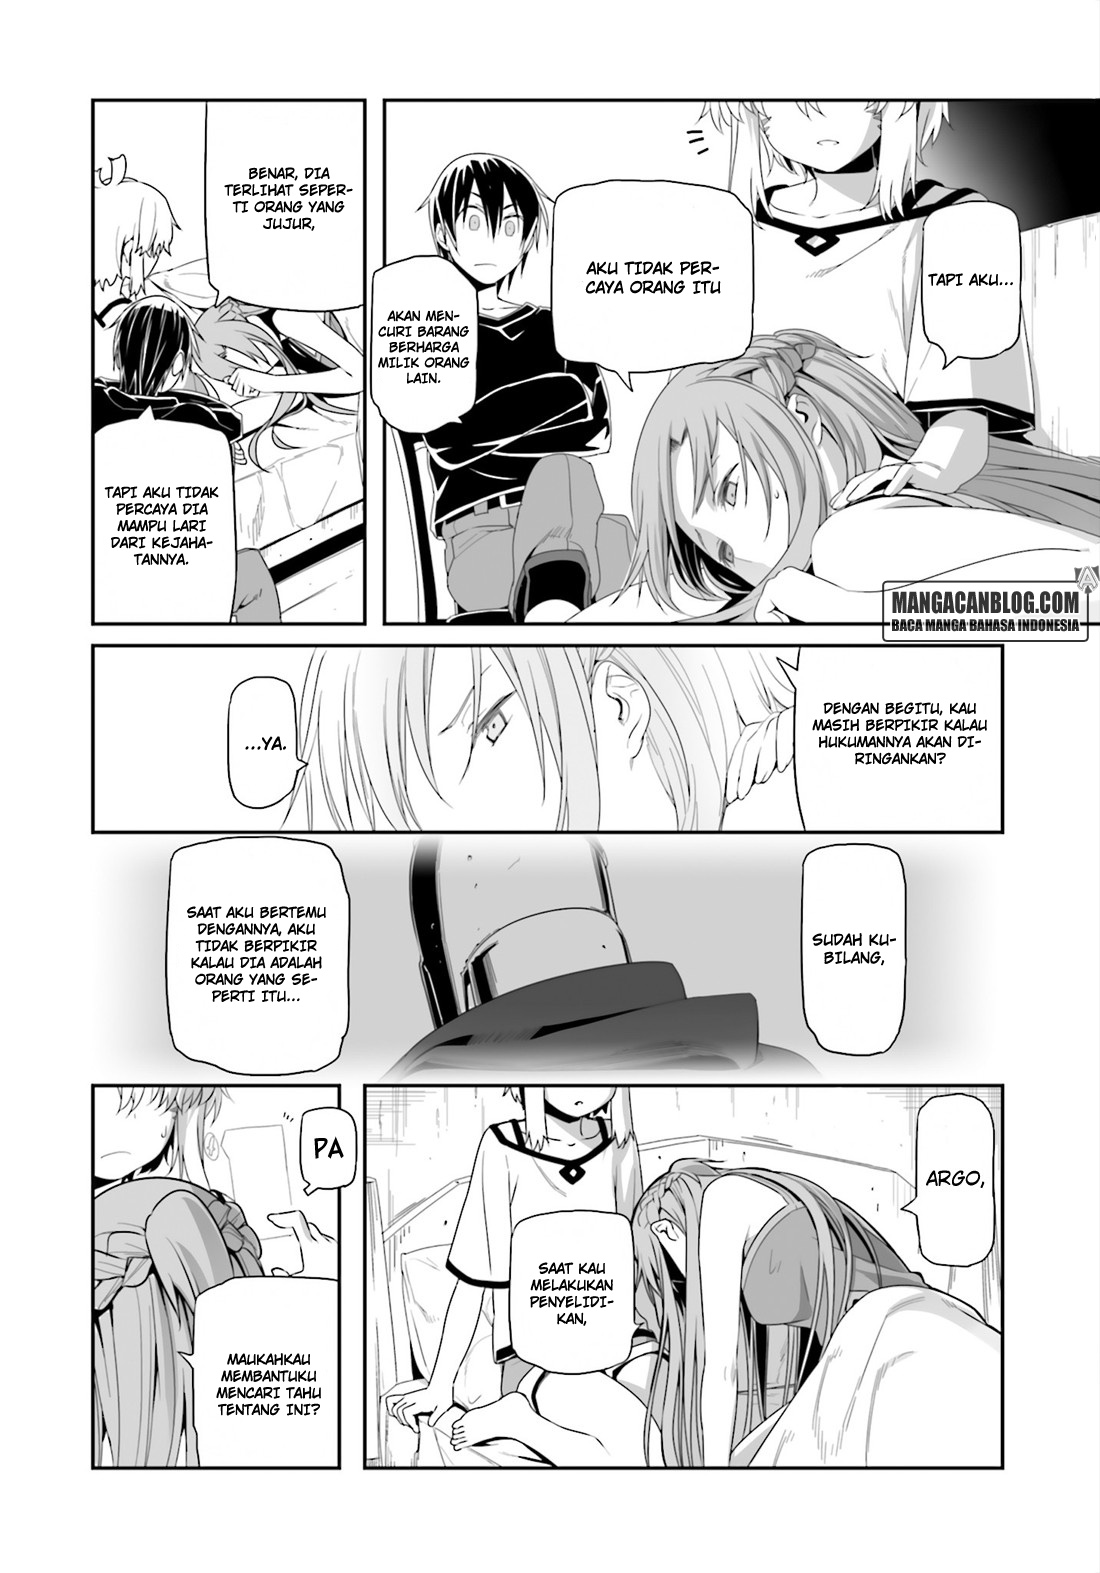 TAPI AKU...
AKU TIDAK PER-
CAYA ORANG ITU
AKAN MEN-
CURI BARANG
BERHARGA
MILIK ORANG
LAIN.
BENAR, DIA
TERLIHAT SEPER-
TI ORANG YANG
JUJUR,
TAPI AKU TIDAK
PERCAYA DIA
MAMPU LARI
DARI KEJAHA-
TANNYA.
MANGACANBLOG.COM
BACA MANGA BAHASA INDONESIA
DENGAN BEGITU, KAU
MASIH BERPIKIR KALAU
HUKUMANNYA AKAN DI-
RINGANKAN?
...YA.
SUDAH KU-
BILANG,
SAAT AKU BERTEMU
DENGANNYA, AKU
TIDAK BERPIKIR
KALAU DIA ADALAH
ORANG YANG SE-
PERTI ITU...
ARGO,
SAAT KAU
MELAKUKAN
PENYELIDI-
KAN,
PA
MAUKAHKAU
MEMBANTUKU
MENCARI TAHU
TENTANG INI?